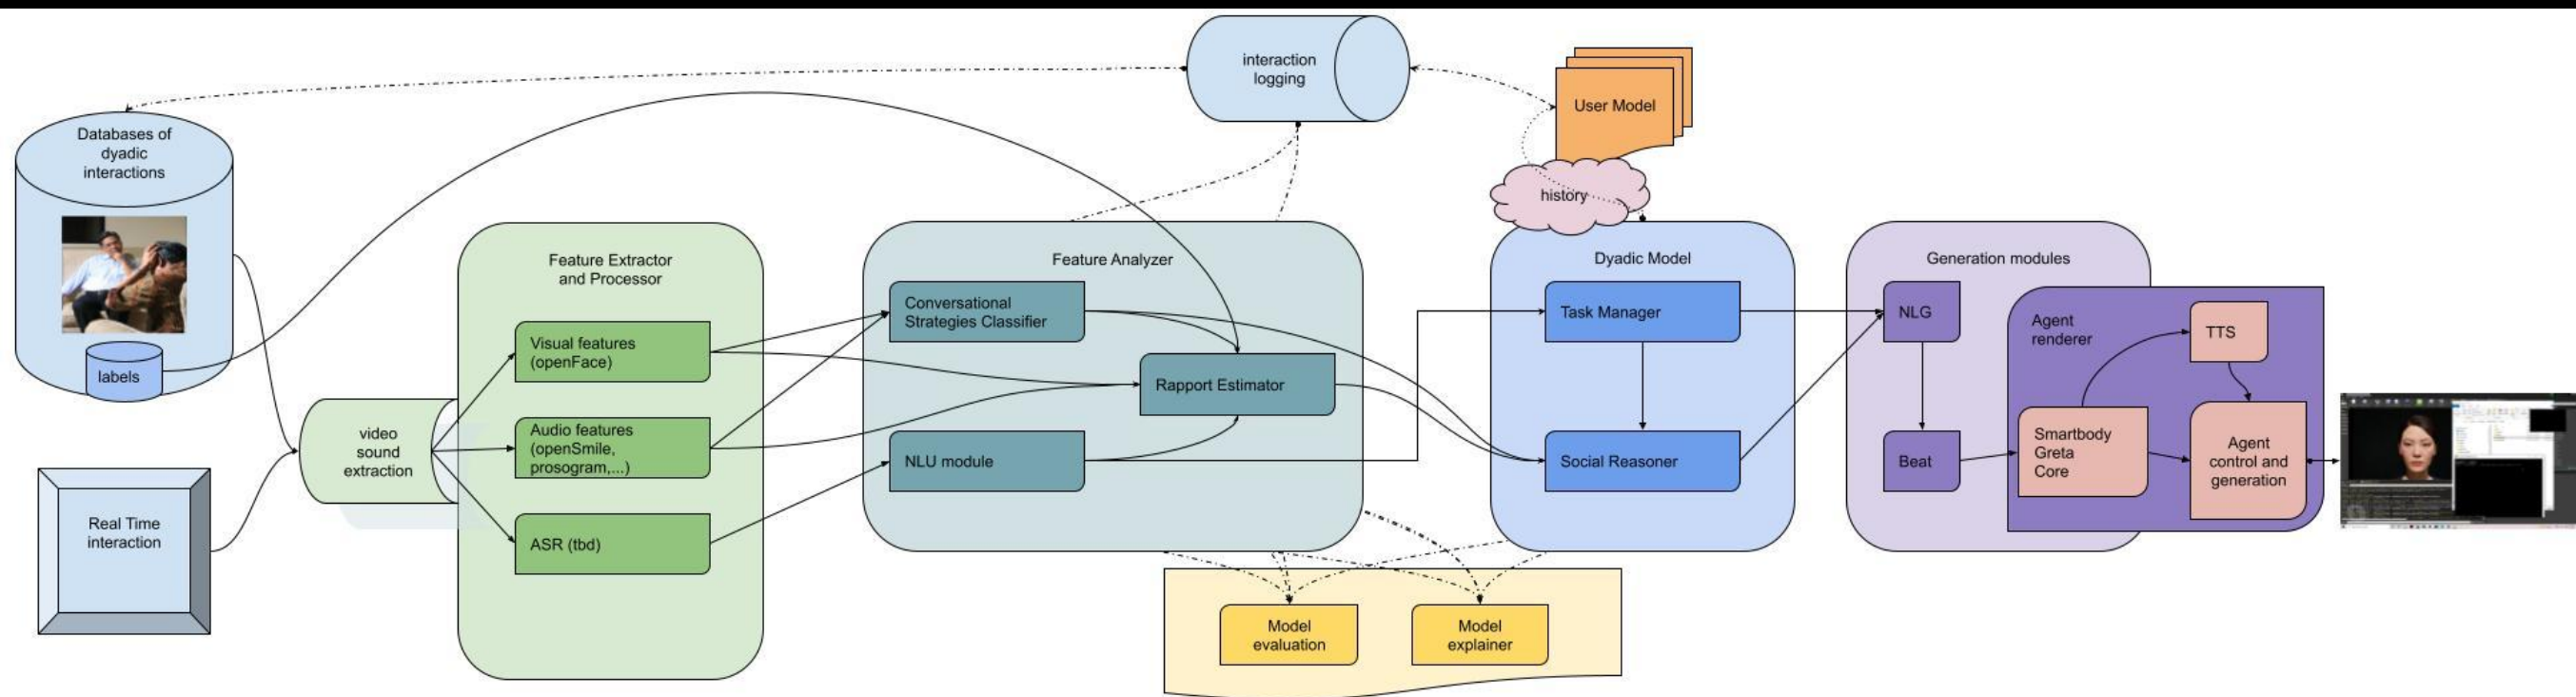 interaction
logging
User Model
history
Databases of
dyadic
interactions
labels
Real Time
interaction
video
sound
extraction
Feature Extractor
and Processor
Visual features
(openFace)
Audio features
(openSmile,
prosogram,...)
ASR (tbd)
Feature Analyzer
Conversational
Strategies Classifier
Rapport Estimator
NLU module
Dyadic Model
Task Manager
Social Reasoner
Generation modules
NLG
Beat
Agent
renderer
TTS
Smartbody
Greta
Core
Agent
control and
generation
Model
evaluation
Model
explainer